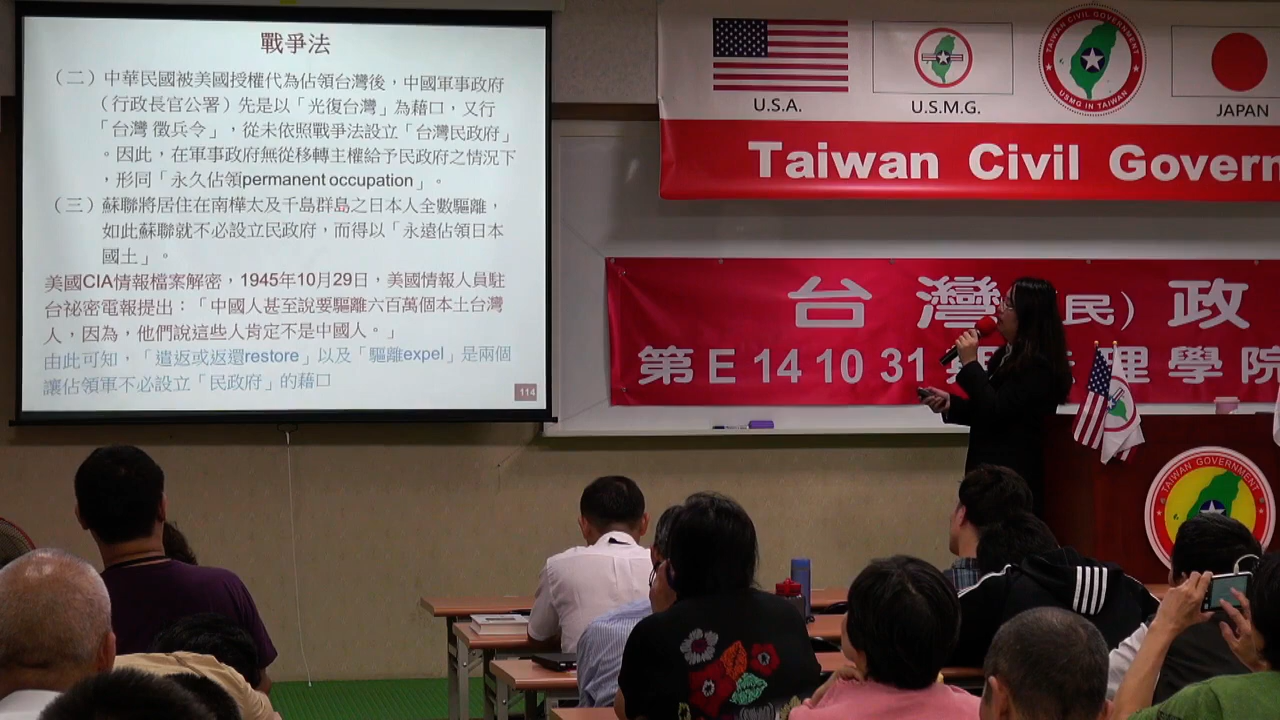 戰爭法
（二）中華民國被美國授權代為佔領台灣後，中國軍事政府
（行政長官公署）先是以「光復台灣」為藉口，又行
「台灣 徵兵令」，從未依照戰爭法設立「台灣民政府」
。因此，在軍事政府無從移轉主權給予民政府之情況下
，形同「永久佔領permanent occupation」。
（三）蘇聯將居住在南樺太及千島群島之日本人全數驅離，
如此蘇聯就不必設立民政府，而得以「永遠佔領日本
國土」。
美國CIA情報檔案解密，1945年10月29日，美國情報人員駐
台祕密電報提出：「中國人甚至說要驅離六百萬個本土台灣
人，因為，他們說這些人肯定不是中國人。」
由此可知，「遣返或返還restore」以及「驅離expel」是兩個
讓佔領軍不必設立「民政府」的藉口
114
U.S.A.
U.S.M.G.
TAIWAN CIVIL GOVERNMENT
USMG IN TAIWAN
JAPAN
Taiwan Civil Govern
台灣（民）政
第E 14 10 31 理學院
TAIWAN GOVERNMENT